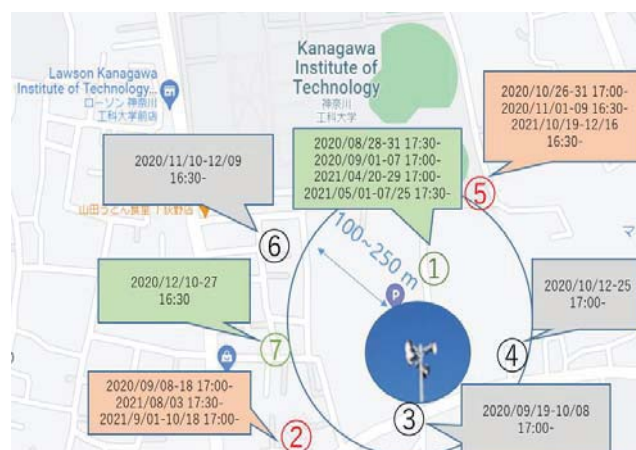 Kanagawa
Institute of
Technology
神奈川
工科大学
Lawson Kanagawa
Institute of Technology...
ローソン 神奈川
工科大学前店
2020/10/26-31 17:00-
2020/11/01-09 16:30-
2021/10/19-12/16
16:30-
2020/08/28-31 17:30-
2020/09/01-07 17:00-
2021/04/20-29 17:00-
2021/05/01-07/25 17:30-
2020/11/10-12/09
16:30-
⑤
マ
⑥
100~250 m
①
P
2020/12/10-27
16:30
2020/10/12-25
17:00-
⑦
④
2020/09/08-18 17:00-
2021/08/03 17:30-
2021/9/01-10/18 17:00-
③
2020/09/19-10/08
17:00-
②